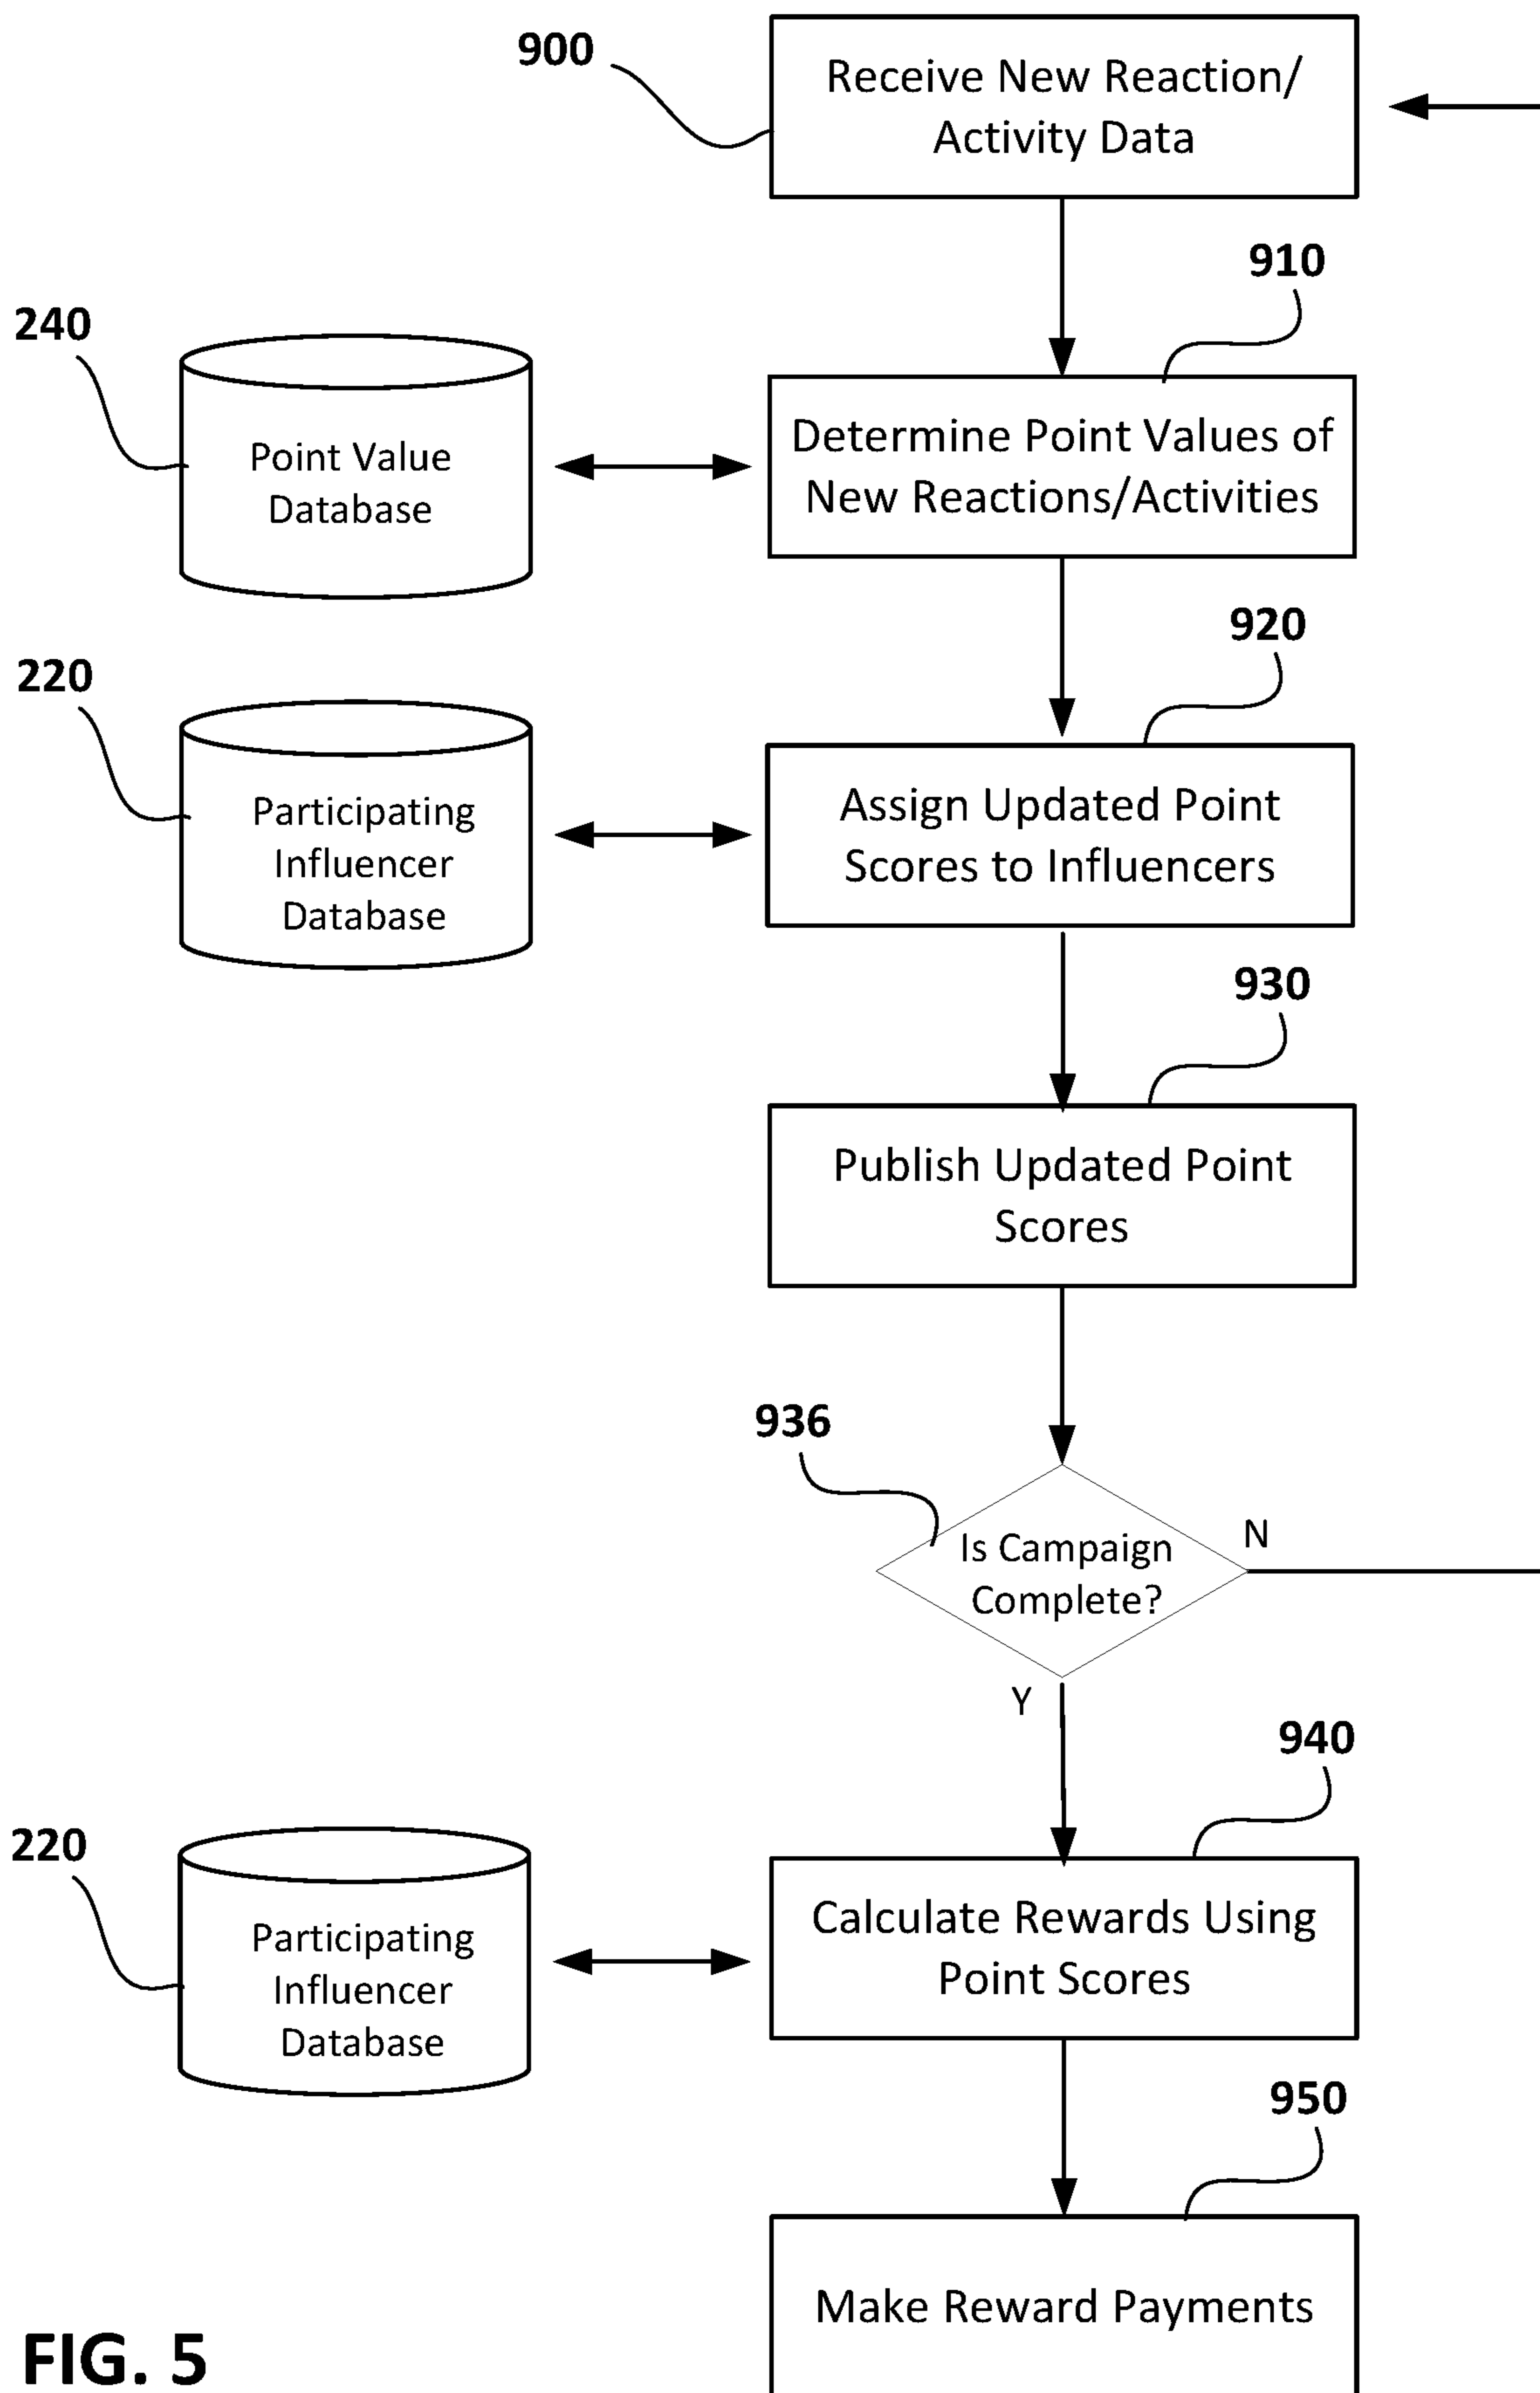 900
Receive New Reaction/
Activity Data
910
240
Point Value
Database
Determine Point Values of
New Reactions/Activities
920
220
Participating
Influencer
Database
Assign Updated Point
Scores to Influencers
930
Publish Updated Point
Scores
936
Is Campaign
Complete?
N
Y
940
220
Participating
Influencer
Database
Calculate Rewards Using
Point Scores
950
Make Reward Payments
FIG. 5